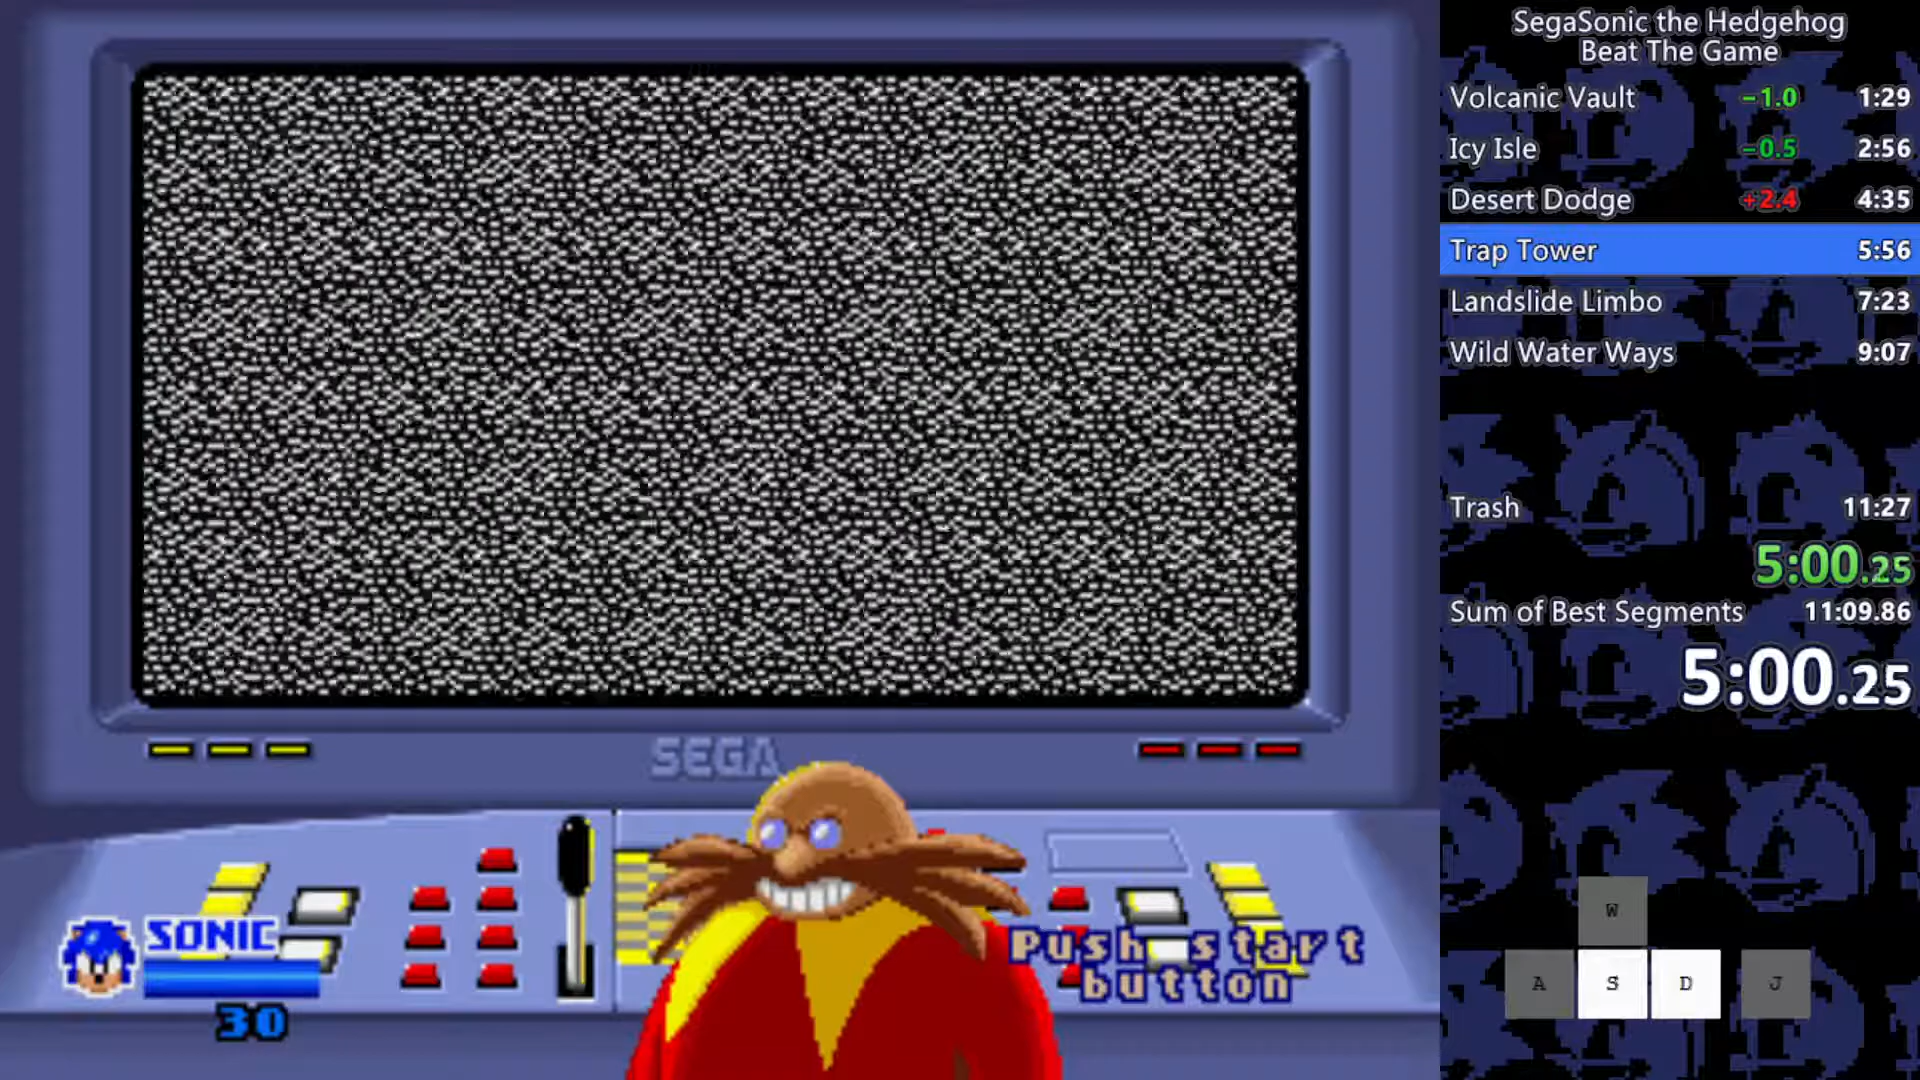 SegaSonic the Hedgehog
Beat The Game
Volcanic Vault -1.0 1:29
Icy Isle -0.5 2:56
Desert Dodge +2.4 4:35
Trap Tower 5:56
Landslide Limbo 7:23
Wild Water Ways 9:07
Trash 11:27
5:00.25
Sum of Best Segments 11:09.86
5:00.25
SEGA
SONIC
30
Push start
button
W
A S D J